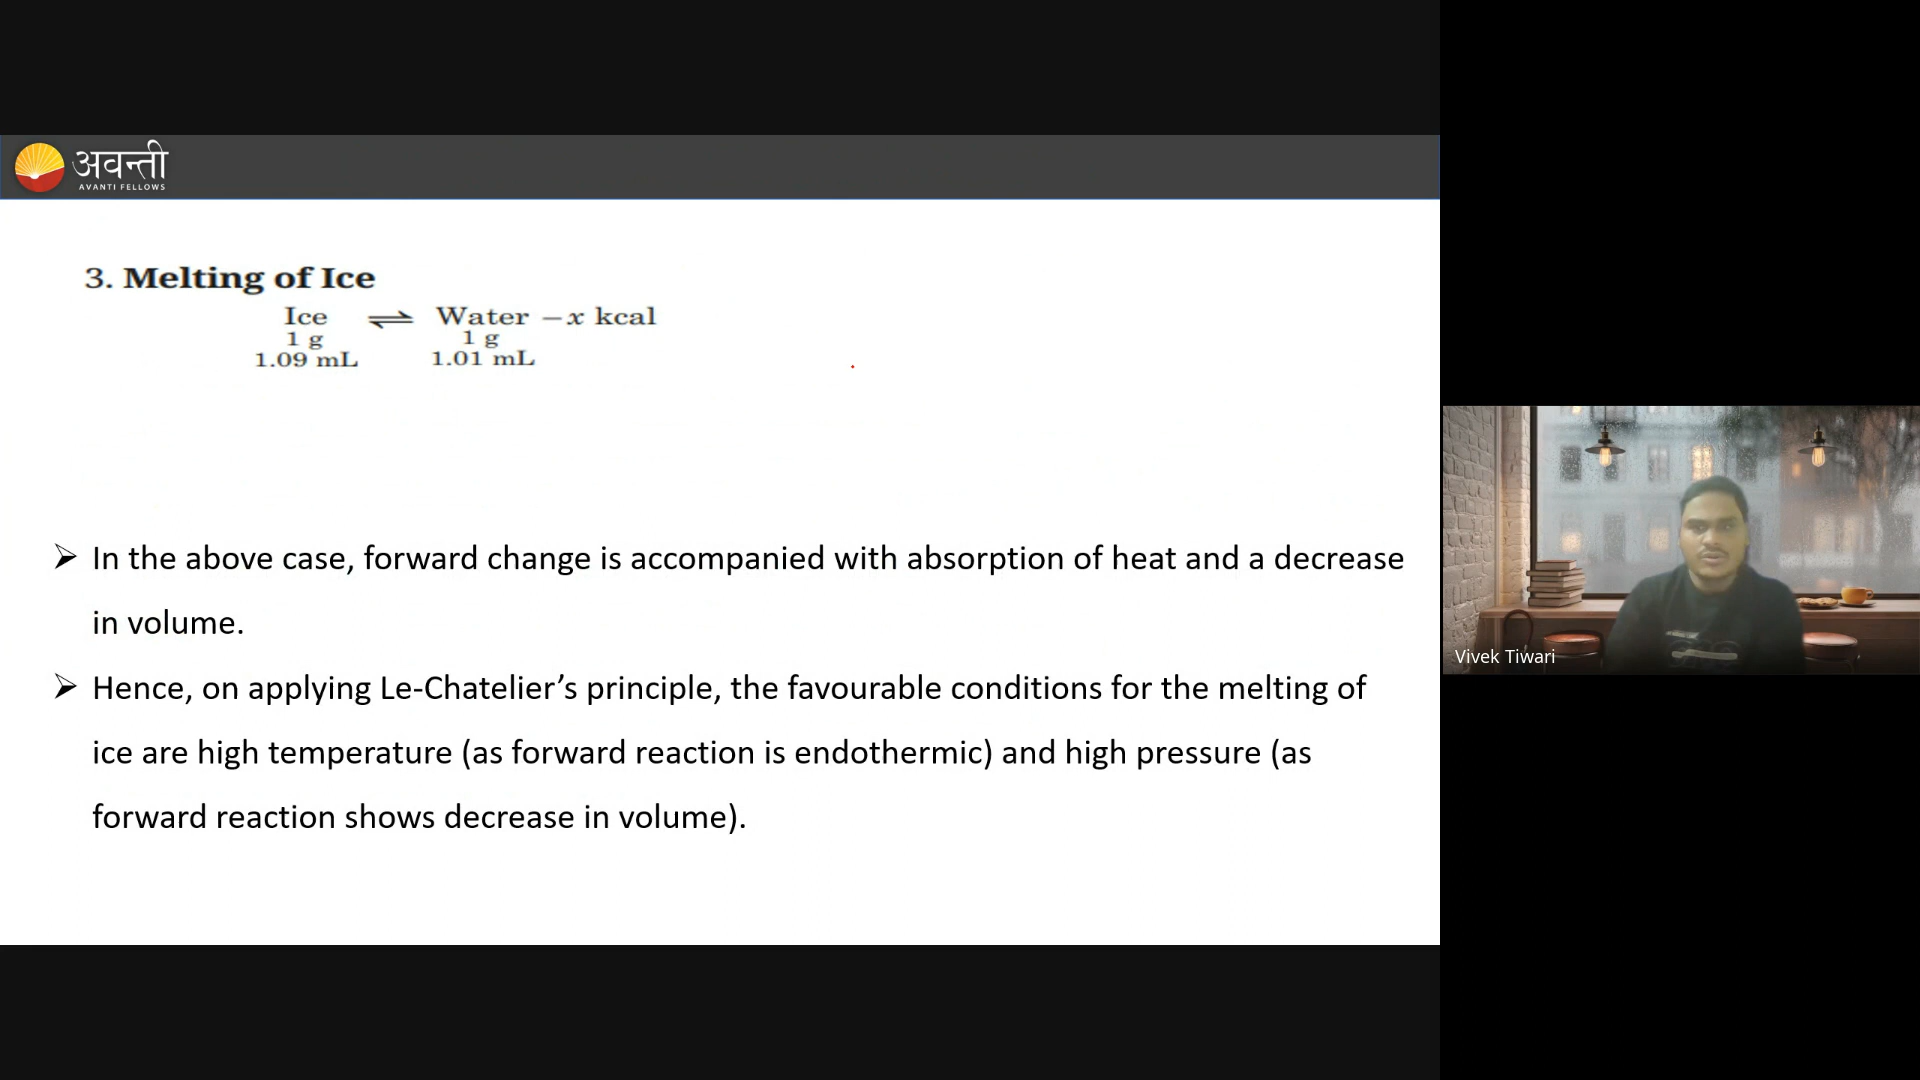 अवन्ती
AVANTI FELLOWS
3. Melting of Ice
Ice ⇌ Water −x kcal
1 g 1 g
1.09 mL 1.01 mL
➢ In the above case, forward change is accompanied with absorption of heat and a decrease
in volume.
➢ Hence, on applying Le-Chatelier’s principle, the favourable conditions for the melting of
ice are high temperature (as forward reaction is endothermic) and high pressure (as
forward reaction shows decrease in volume).
Vivek Tiwari